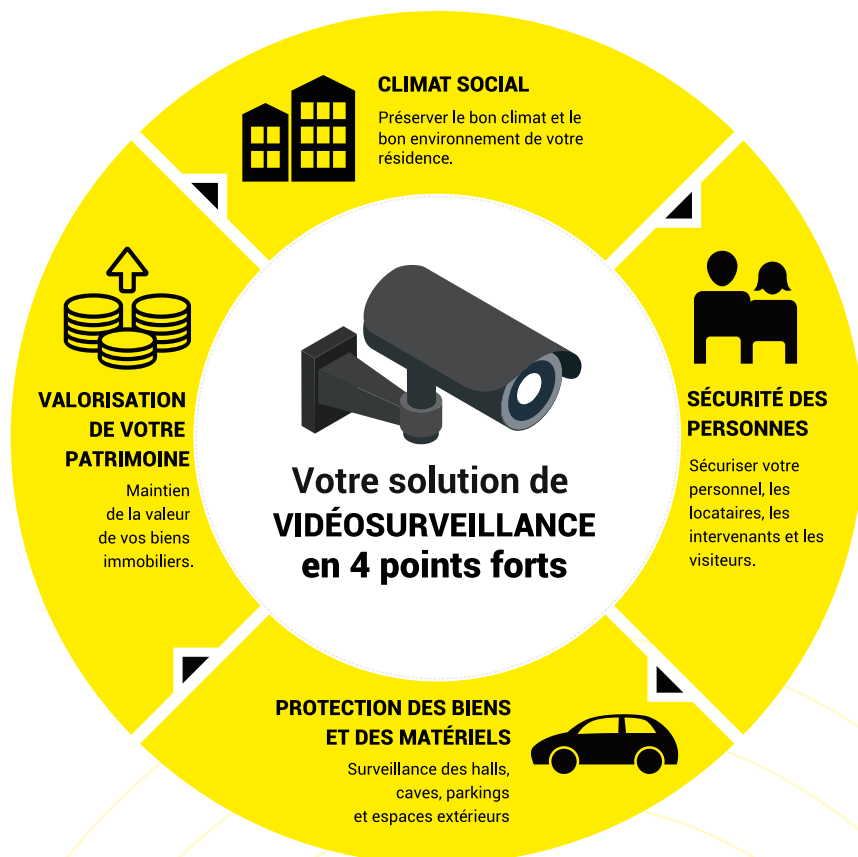 CLIMAT SOCIAL
Préserver le bon climat et le
bon environnement de votre
résidence.
SÉCURITÉ DES
PERSONNES
Sécuriser votre
personnel, les
locataires, les
intervenants et les
visiteurs.
PROTECTION DES BIENS
ET DES MATÉRIELS
Surveillance des halls,
caves, parkings
et espaces extérieurs
VALORISATION
DE VOTRE
PATRIMOINE
Maintien
de la valeur
de vos biens
immobiliers.
Votre solution de
VIDÉOSURVEILLANCE
en 4 points forts